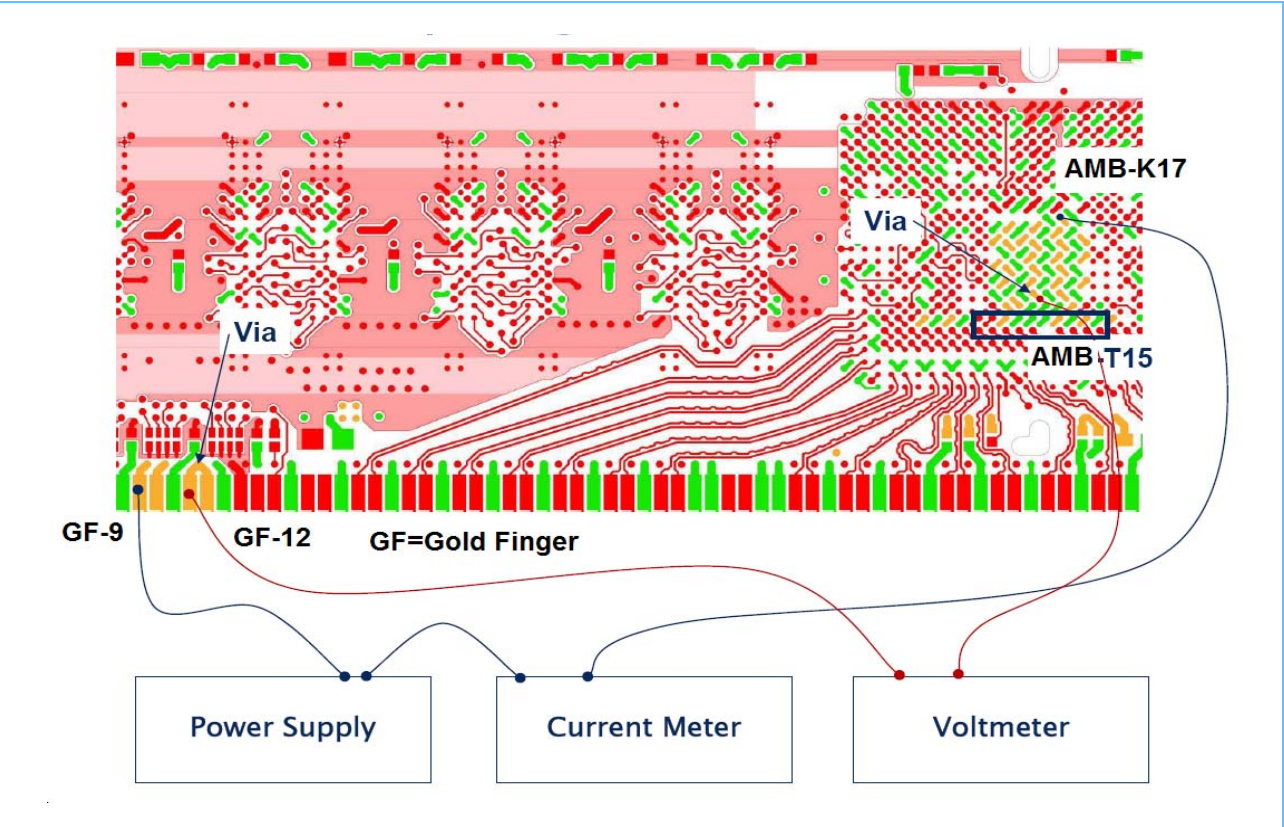 AMB-K17
Via
Via
AMB-T15
GF-9
GF-12
GF=Gold Finger
Power Supply
Current Meter
Voltmeter